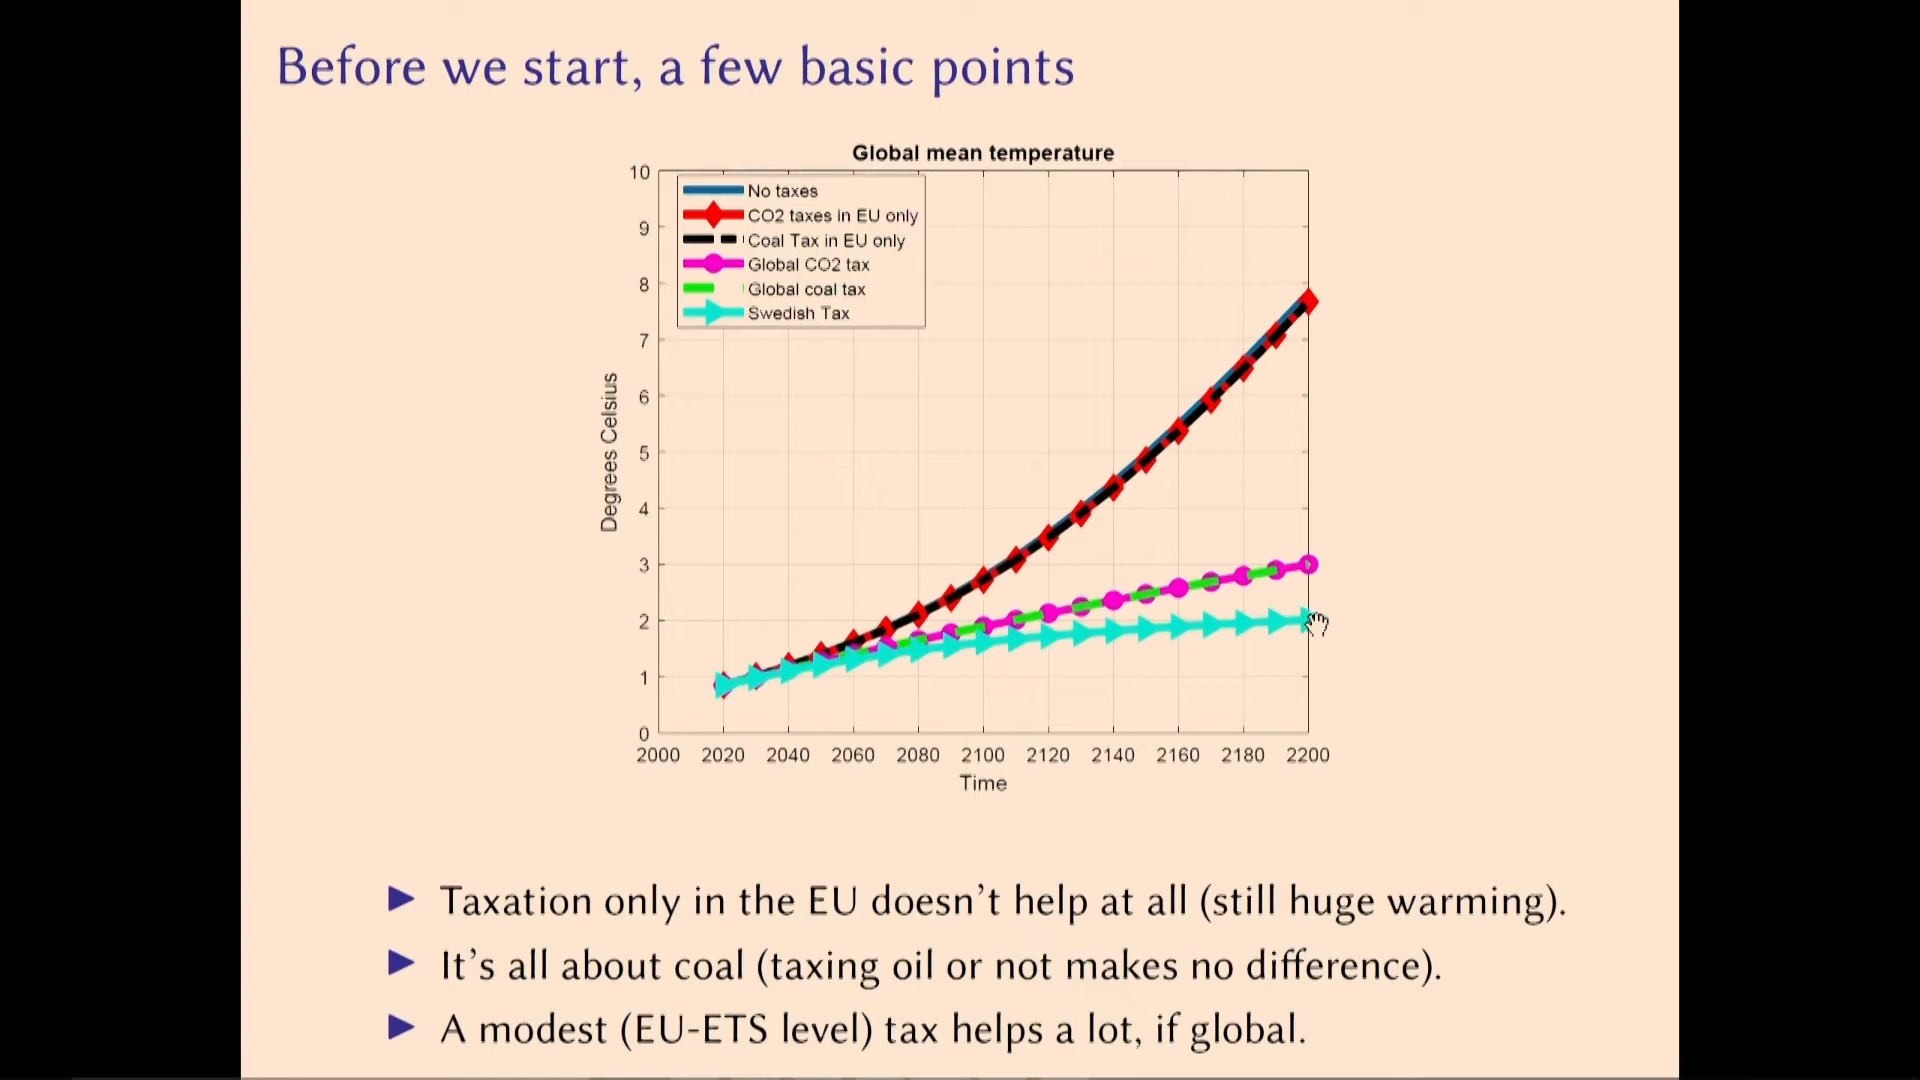 Before we start, a few basic points
Global mean temperature
10
9
8
7
6
5
4
3
2
1
0
No taxes
CO2 taxes in EU only
Coal Tax in EU only
Global CO2 tax
Global coal tax
Swedish Tax
Degrees Celsius
2000 2020 2040 2060 2080 2100 2120 2140 2160 2180 2200
Time
Taxation only in the EU doesn't help at all (still huge warming).
It's all about coal (taxing oil or not makes no difference).
A modest (EU-ETS level) tax helps a lot, if global.